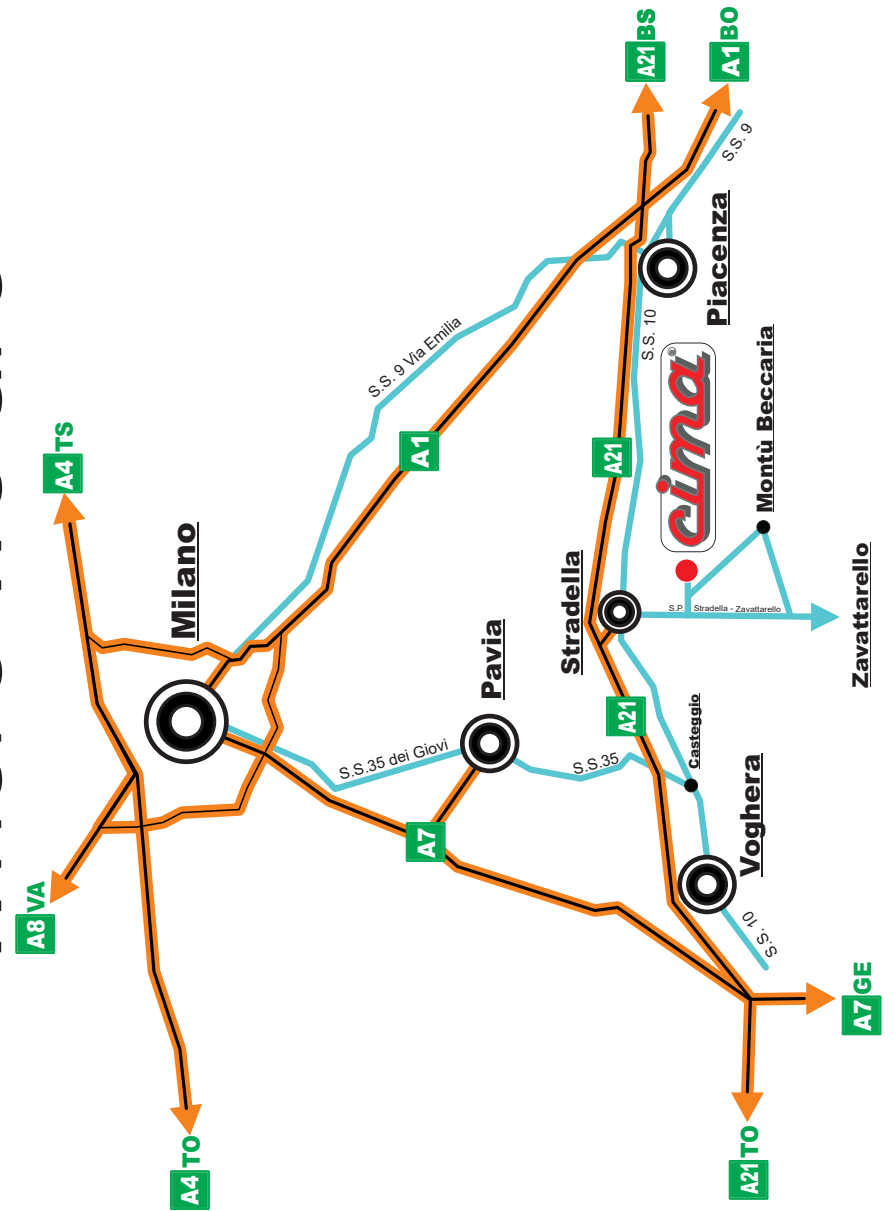 A8 VA
A4 TS
Milano
A4 TO
S.S.35 dei Giovi
S.S. 9 Via Emilia
A7
A1
Pavia
Stradella
S.S.35
A21
A21
A21 BS
S.S. 10
Casteggio
cima®
S.P. Stradella - Zavattarello
Piacenza
A1 BO
S.S. 9
A21 TO
Voghera
S.S. 10
Montù Beccaria
A7 GE
Zavattarello